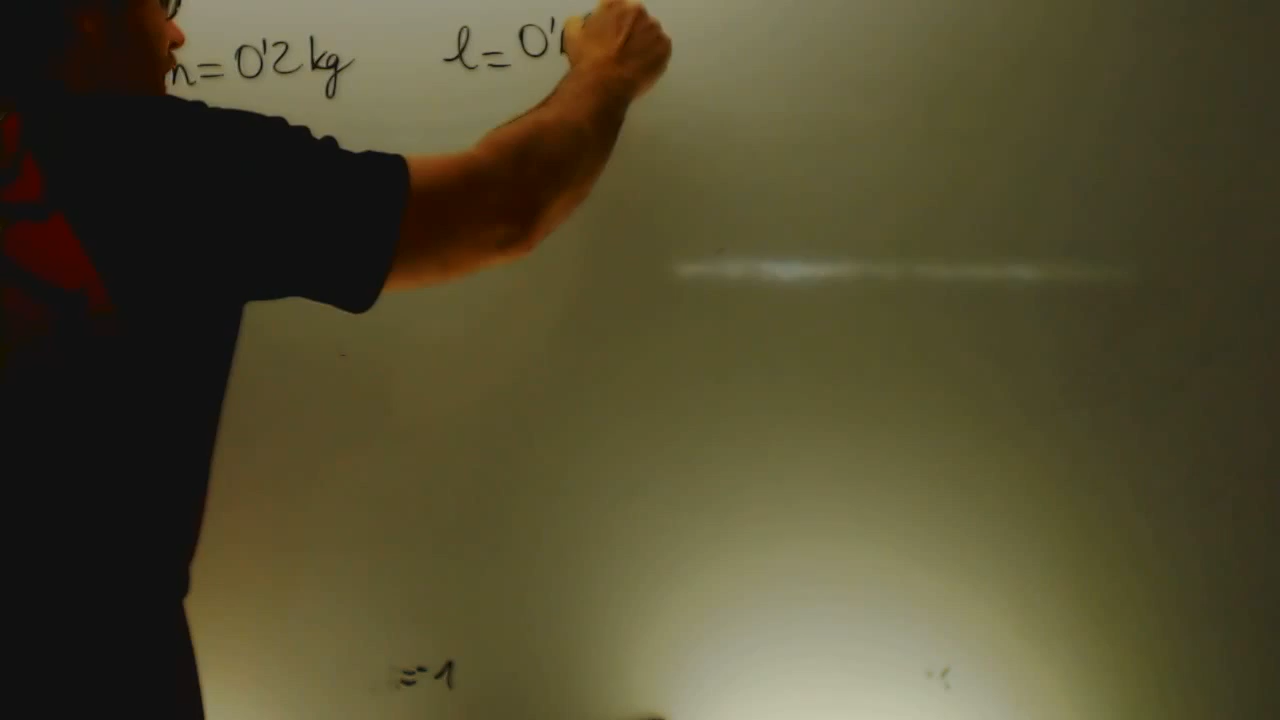 m = 0'2 kg l = 0'
= -1